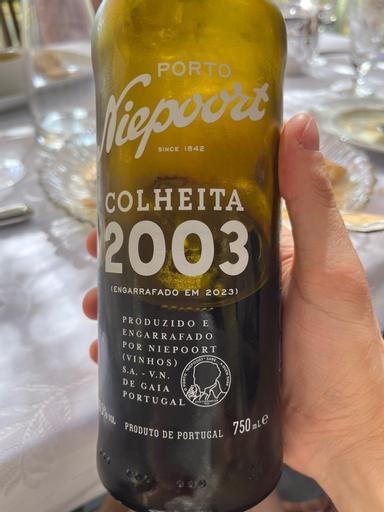 PORTO
Niepoort
SINCE 1842
COLHEITA
2003
(ENGARRAFADO EM 2023)
PRODUZIDO E
ENGARRAFADO
POR NIEPOORT
(VINHOS)
S.A. - V.N.
DE GAIA
PORTUGAL
% VOL
PRODUTO DE PORTUGAL 750 mL e